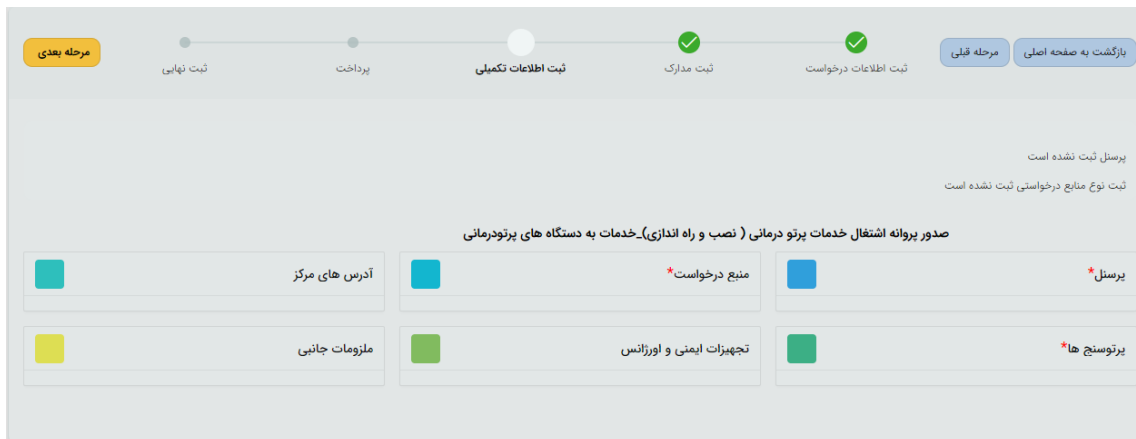 بازگشت به صفحه اصلی
مرحله قبلی
ثبت اطلاعات درخواست
ثبت مدارک
ثبت اطلاعات تکمیلی
پرداخت
ثبت نهایی
مرحله بعدی
پرسنل ثبت نشده است
ثبت نوع منابع درخواستی ثبت نشده است
صدور پروانه اشتغال خدمات پرتو درمانی ( نصب و راه اندازی)_خدمات به دستگاه های پرتودرمانی
پرسنل*
منبع درخواست*
آدرس های مرکز
پرتوسنج ها*
تجهیزات ایمنی و اورژانس
ملزومات جانبی